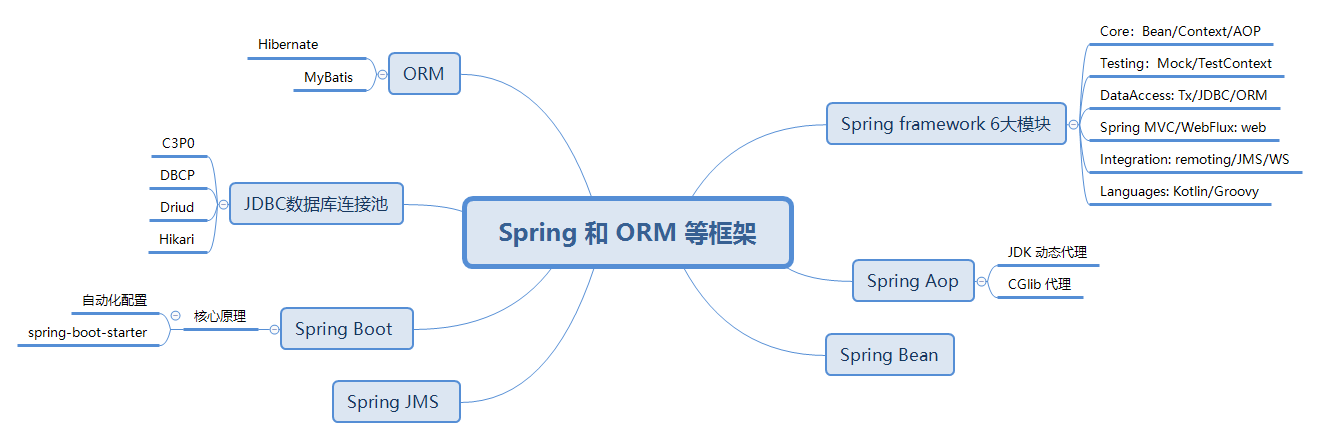 Spring 和 ORM 等框架
Spring framework 6大模块
Core：Bean/Context/AOP
Testing：Mock/TestContext
DataAccess: Tx/JDBC/ORM
Spring MVC/WebFlux: web
Integration: remoting/JMS/WS
Languages: Kotlin/Groovy
Spring Aop
JDK 动态代理
CGlib 代理
Spring Bean
ORM
Hibernate
MyBatis
JDBC数据库连接池
C3P0
DBCP
Driud
Hikari
Spring Boot
核心原理
自动化配置
spring-boot-starter
Spring JMS